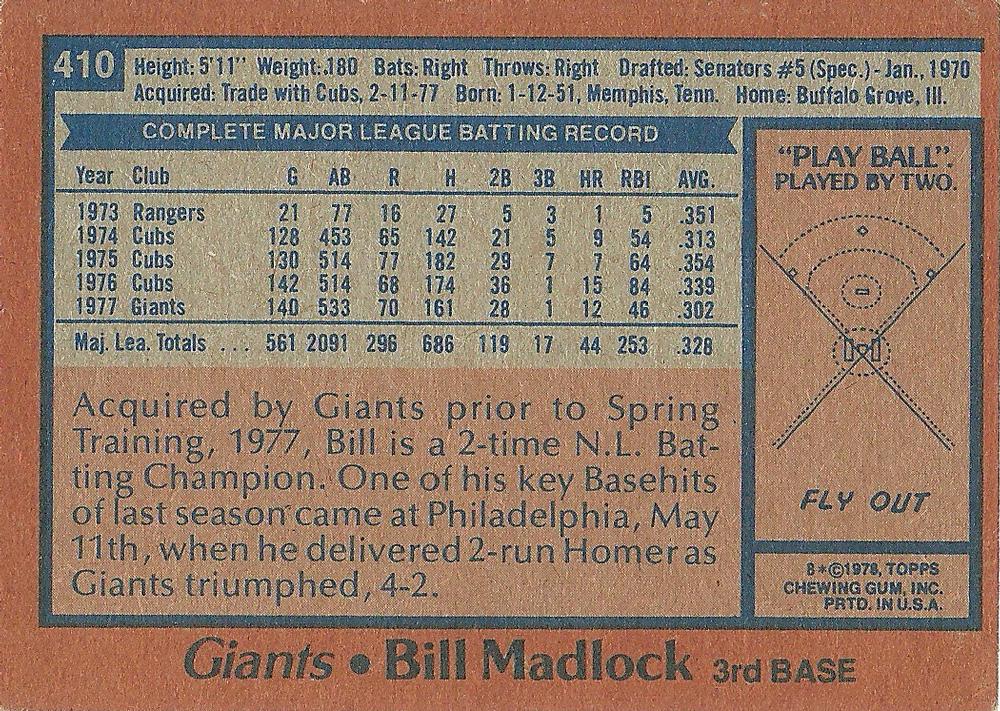 410
Height: 5'11" Weight: 180 Bats: Right Throws: Right Drafted: Senators #5 (Spec.) - Jan., 1970
Acquired: Trade with Cubs, 2-11-77 Born: 1-12-51, Memphis, Tenn. Home: Buffalo Grove, Ill.
COMPLETE MAJOR LEAGUE BATTING RECORD
Year Club G AB R H 2B 3B HR RBI AVG.
1973 Rangers 21 77 16 27 5 3 1 5 .351
1974 Cubs 128 453 65 142 21 5 9 54 .313
1975 Cubs 130 514 77 182 29 7 7 64 .354
1976 Cubs 142 514 68 174 36 1 15 84 .339
1977 Giants 140 533 70 161 28 1 12 46 .302
Maj. Lea. Totals ... 561 2091 296 686 119 17 44 253 .328
Acquired by Giants prior to Spring
Training, 1977, Bill is a 2-time N.L. Bat-
ting Champion. One of his key Basehits
of last season came at Philadelphia, May
11th, when he delivered 2-run Homer as
Giants triumphed, 4-2.
"PLAY BALL".
PLAYED BY TWO.
FLY OUT
8*©1978, TOPPS
CHEWING GUM, INC.
PRTD. IN U.S.A.
Giants • Bill Madlock 3rd BASE